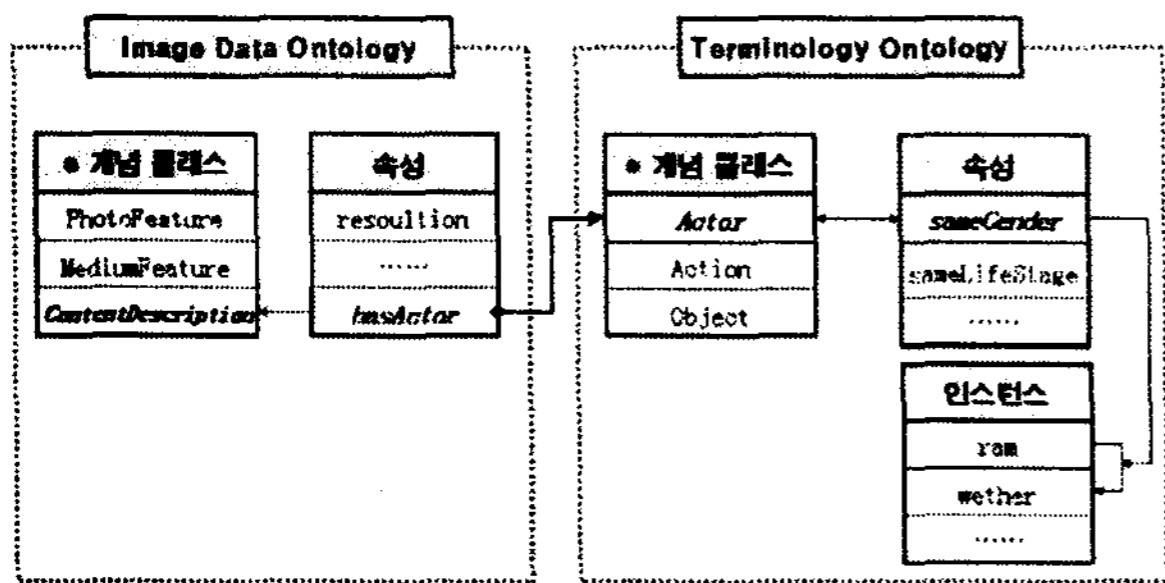 Image Data Ontology
Terminology Ontology
* 개념 클래스
PhotoFeature
MediumFeature
ContentDescription
속성
resoultion
......
hasActor
* 개념 클래스
Actor
Action
Object
속성
sameGender
sameLifeStage
......
인스턴스
ram
wether
......